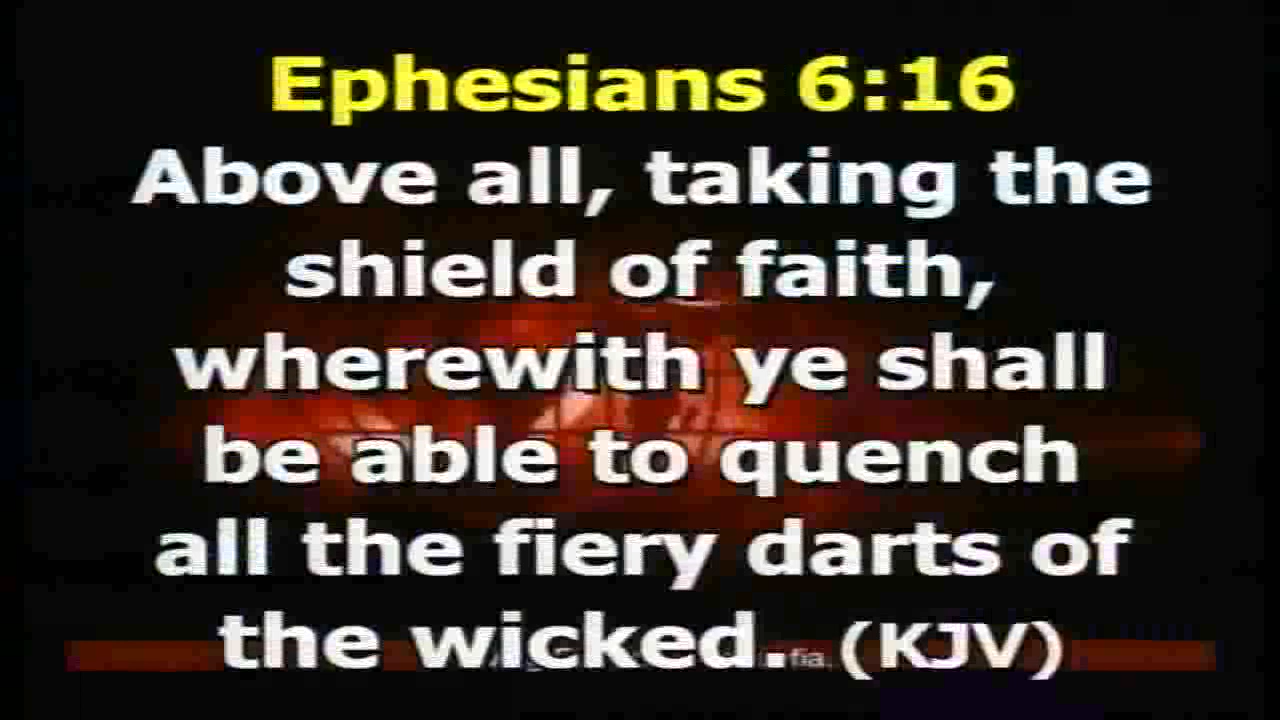 Ephesians 6:16
Above all, taking the
shield of faith,
wherewith ye shall
be able to quench
all the fiery darts of
the wicked. (KJV)